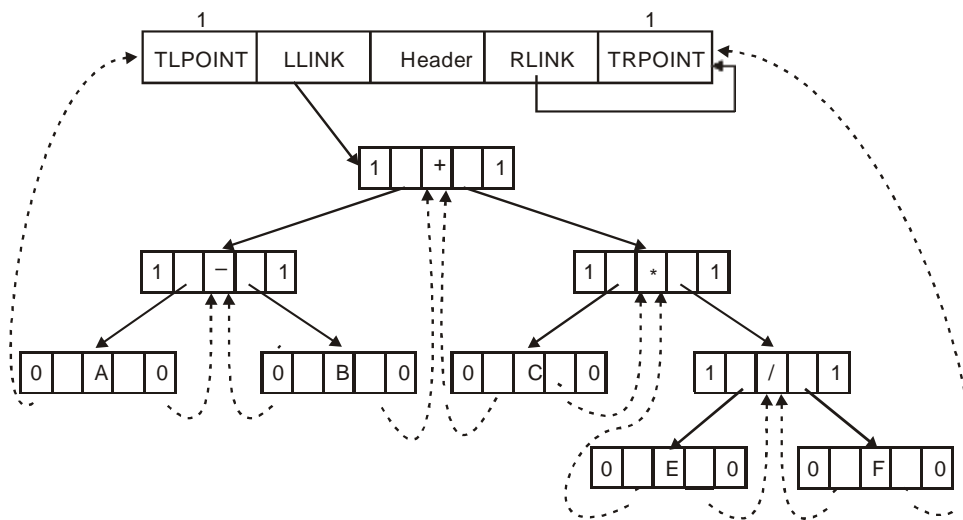 1 1
TLPOINT LLINK Header RLINK TRPOINT
1 + 1
1 – 1 1 * 1
0 A 0 0 B 0 0 C 0 1 / 1
0 E 0 0 F 0